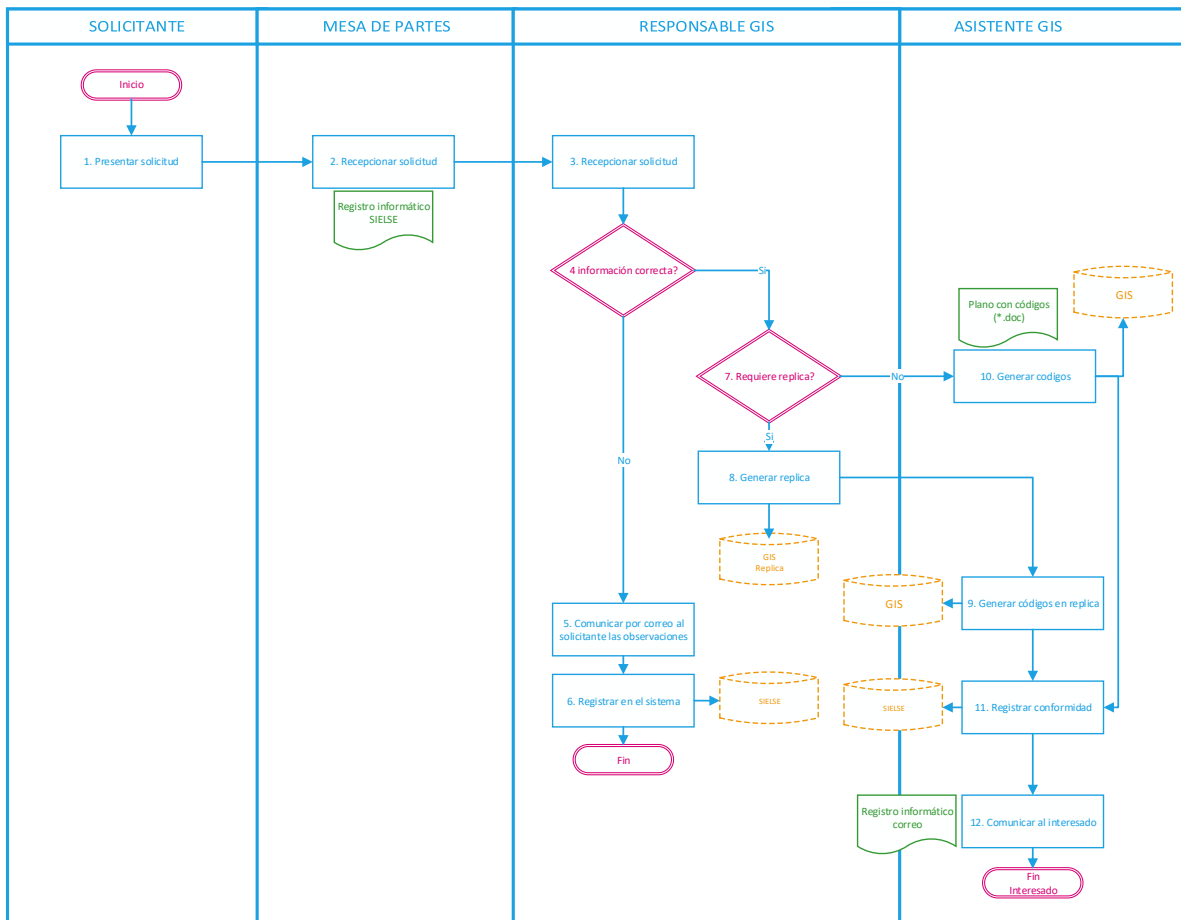 SOLICITANTE
MESA DE PARTES
RESPONSABLE GIS
ASISTENTE GIS
Inicio
1. Presentar solicitud
2. Recepcionar solicitud
3. Recepcionar solicitud
Registro informático
SIELSE
4 información correcta?
Si
GIS
Plano con códigos
(*.doc)
7. Requiere replica?
No
10. Generar codigos
Si
No
8. Generar replica
GIS
Replica
GIS
9. Generar códigos en replica
5. Comunicar por correo al
solicitante las observaciones
6. Registrar en el sistema
SIELSE
SIELSE
11. Registrar conformidad
Fin
Registro informático
correo
12. Comunicar al interesado
Fin
Interesado